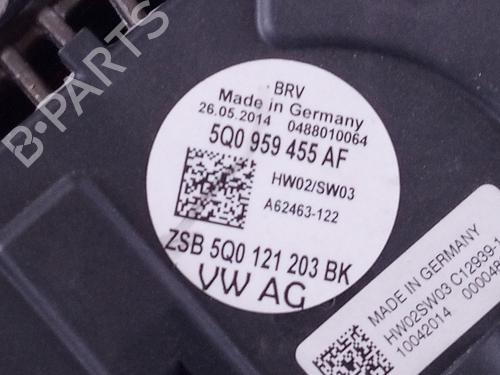 B-PARTS
BRV
Made in Germany
26.05.2014 0488010064
5Q0 959 455 AF
HW02/SW03
A62463-122
ZSB 5Q0 121 203 BK
VW AG
MADE IN GERMANY
HW02SW03 C12939-1
10042014